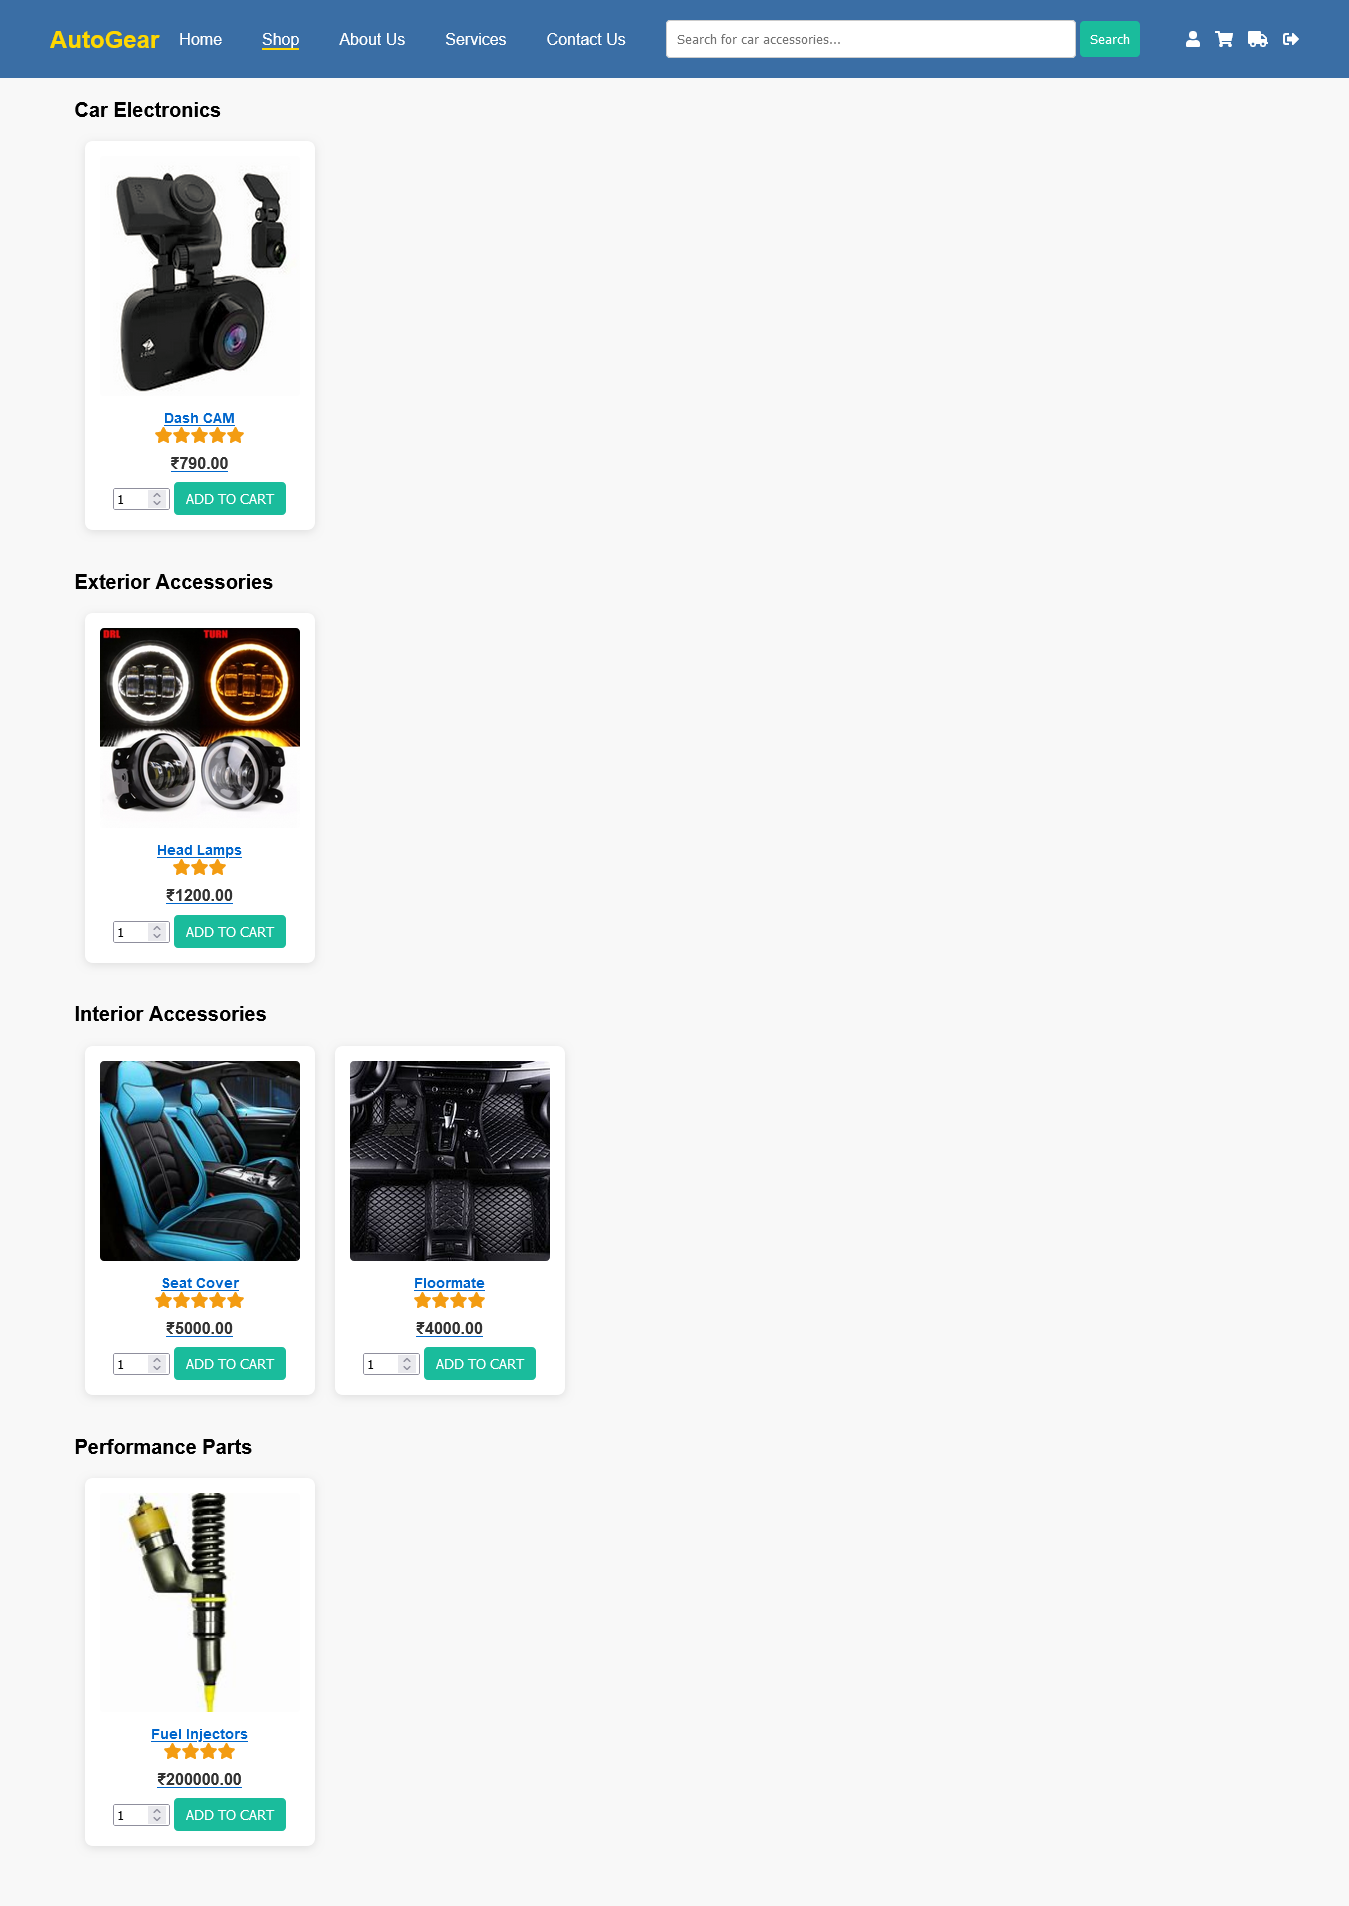 AutoGear Home Shop About Us Services Contact Us Search for car accessories... Search
Car Electronics
Dash CAM
₹790.00
1 ADD TO CART
Exterior Accessories
DRL TURN
Head Lamps
₹1200.00
1 ADD TO CART
Interior Accessories
Seat Cover
₹5000.00
1 ADD TO CART
Floormate
₹4000.00
1 ADD TO CART
Performance Parts
Fuel Injectors
₹200000.00
1 ADD TO CART